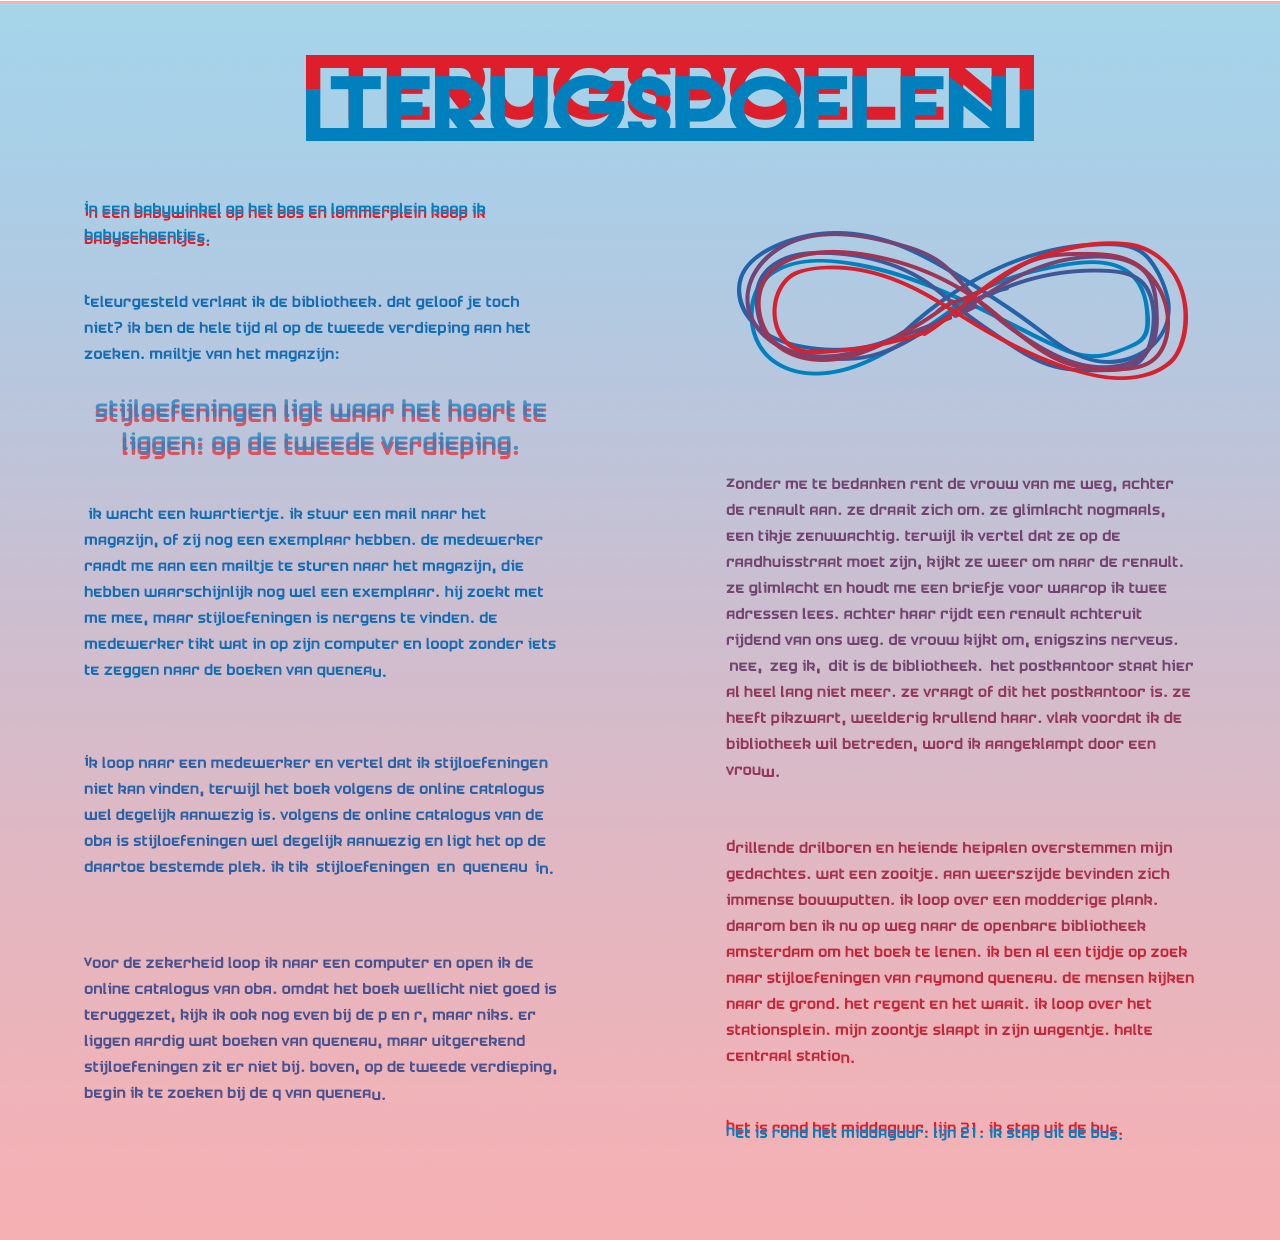 TERUGSPOELEN
in een babywinkel op het bos en lommerplein koop ik
babyschoentjes.
teleurgesteld verlaat ik de bibliotheek. dat geloof je toch
niet? ik ben de hele tijd al op de tweede verdieping aan het
zoeken. mailtje van het magazijn:
stijloefeningen ligt waar het hoort te
liggen: op de tweede verdieping.
ik wacht een kwartiertje. ik stuur een mail naar het
magazijn, of zij nog een exemplaar hebben. de medewerker
raadt me aan een mailtje te sturen naar het magazijn, die
hebben waarschijnlijk nog wel een exemplaar. hij zoekt met
me mee, maar stijloefeningen is nergens te vinden. de
medewerker tikt wat in op zijn computer en loopt zonder iets
te zeggen naar de boeken van queneau.
ik loop naar een medewerker en vertel dat ik stijloefeningen
niet kan vinden, terwijl het boek volgens de online catalogus
wel degelijk aanwezig is. volgens de online catalogus van de
oba is stijloefeningen wel degelijk aanwezig en ligt het op de
daartoe bestemde plek. ik tik stijloefeningen en queneau in.
voor de zekerheid loop ik naar een computer en open ik de
online catalogus van oba. omdat het boek wellicht niet goed is
teruggezet, kijk ik ook nog even bij de p en r, maar niks. er
liggen aardig wat boeken van queneau, maar uitgerekend
stijloefeningen zit er niet bij. boven, op de tweede verdieping,
begin ik te zoeken bij de q van queneau.
zonder me te bedanken rent de vrouw van me weg, achter
de renault aan. ze draait zich om. ze glimlacht nogmaals,
een tikje zenuwachtig. terwijl ik vertel dat ze op de
raadhuisstraat moet zijn, kijkt ze weer om naar de renault.
ze glimlacht en houdt me een briefje voor waarop ik twee
adressen lees. achter haar rijdt een renault achteruit
rijdend van ons weg. de vrouw kijkt om, enigszins nerveus.
nee, zeg ik, dit is de bibliotheek. het postkantoor staat hier
al heel lang niet meer. ze vraagt of dit het postkantoor is. ze
heeft pikzwart, weelderig krullend haar. vlak voordat ik de
bibliotheek wil betreden, word ik aangeklampt door een
vrouw.
drillende drilboren en heiende heipalen overstemmen mijn
gedachtes. wat een zooitje. aan weerszijde bevinden zich
immense bouwputten. ik loop over een modderige plank.
daarom ben ik nu op weg naar de openbare bibliotheek
amsterdam om het boek te lenen. ik ben al een tijdje op zoek
naar stijloefeningen van raymond queneau. de mensen kijken
naar de grond. het regent en het waait. ik loop over het
stationsplein. mijn zoontje slaapt in zijn wagentje. halte
centraal station.
het is rond het middaguur. lijn 21. ik stap uit de bus.